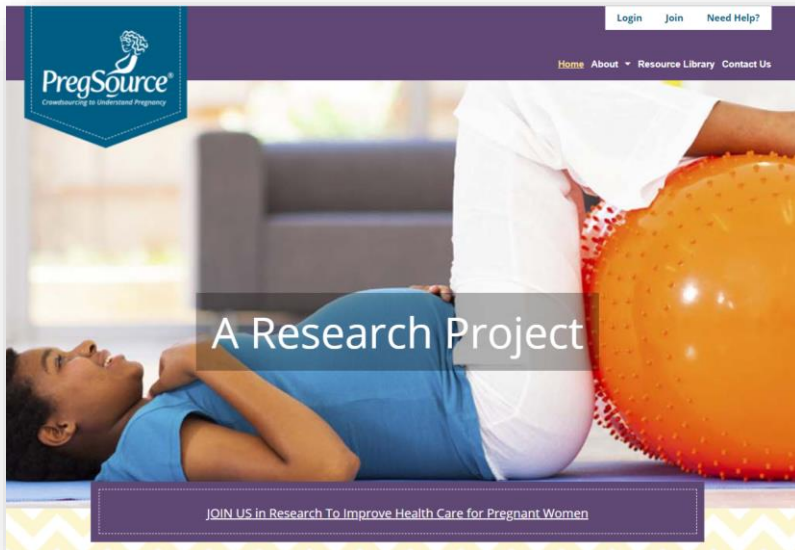 Login Join Need Help?
PregSource®
Crowdsourcing to Understand Pregnancy
Home About Resource Library Contact Us
A Research Project
JOIN US in Research To Improve Health Care for Pregnant Women